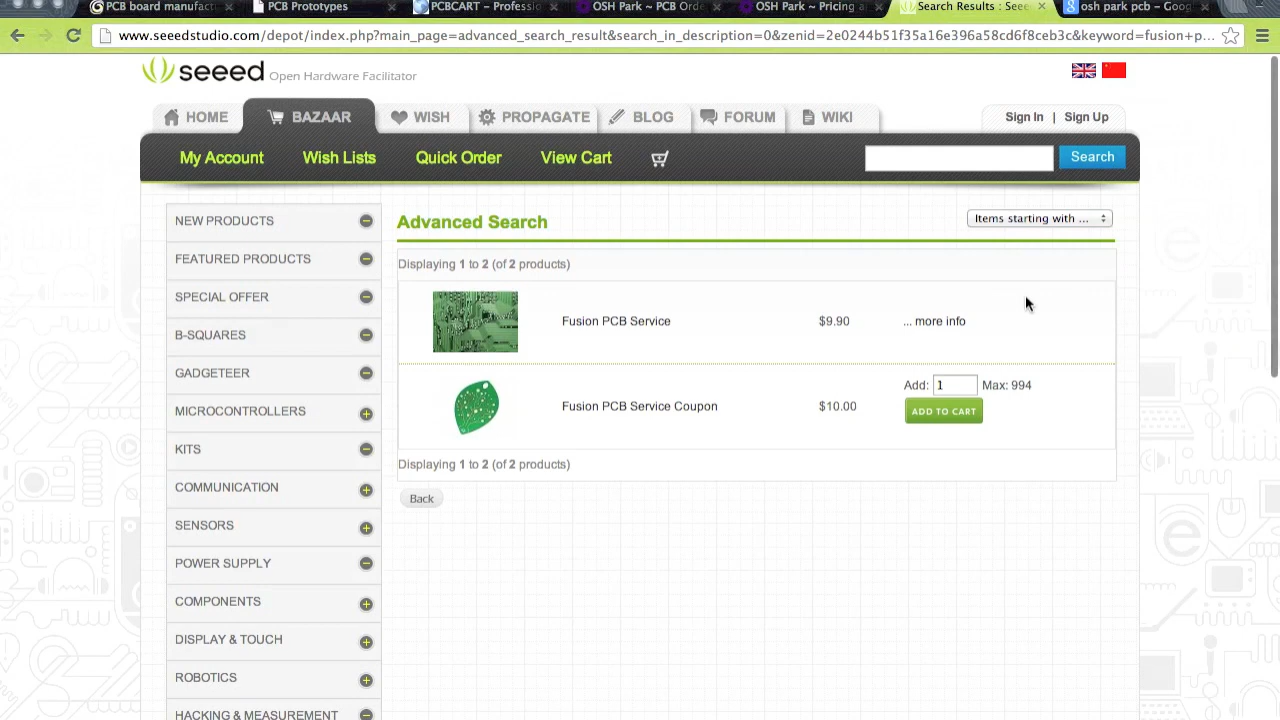 PCB board manufact
PCB Prototypes
PCBCART - Professio
OSH Park ~ PCB Orde
OSH Park ~ Pricing a
Search Results : Seee
osh park pcb - Goog
www.seeedstudio.com/depot/index.php?main_page=advanced_search_result&search_in_description=0&zenid=2e0244b51f35a16e396a58cd6f8ceb3c&keyword=fusion+p...
seeed Open Hardware Facilitator
HOME
BAZAAR
WISH
PROPAGATE
BLOG
FORUM
WIKI
Sign In | Sign Up
My Account
Wish Lists
Quick Order
View Cart
Search
NEW PRODUCTS
FEATURED PRODUCTS
SPECIAL OFFER
B-SQUARES
GADGETEER
MICROCONTROLLERS
KITS
COMMUNICATION
SENSORS
POWER SUPPLY
COMPONENTS
DISPLAY & TOUCH
ROBOTICS
HACKING & MEASUREMENT
Advanced Search
Items starting with ...
Displaying 1 to 2 (of 2 products)
Fusion PCB Service $9.90 ... more info
Fusion PCB Service Coupon $10.00 Add: 1 Max: 994
ADD TO CART
Displaying 1 to 2 (of 2 products)
Back